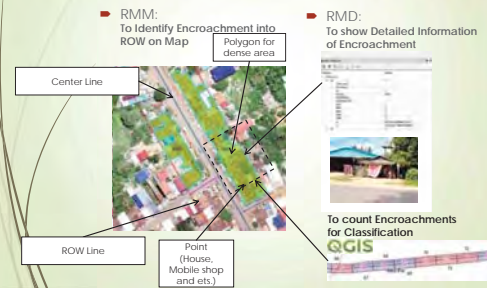 RMM:
To Identify Encroachment into
ROW on Map
Polygon for
dense area
Center Line
ROW Line
Point
(House,
Mobile shop
and ets.)
RMD:
To show Detailed Information
of Encroachment
To count Encroachments
for Classification
QGIS